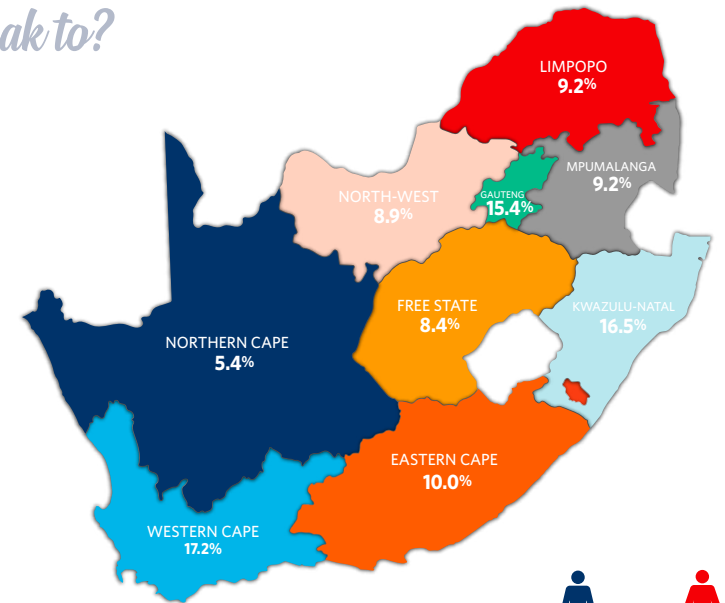 ak to?
LIMPOPO
9.2%
MPUMALANGA
9.2%
GAUTENG
15.4%
NORTH-WEST
8.9%
FREE STATE
8.4%
KWAZULU-NATAL
16.5%
NORTHERN CAPE
5.4%
EASTERN CAPE
10.0%
WESTERN CAPE
17.2%